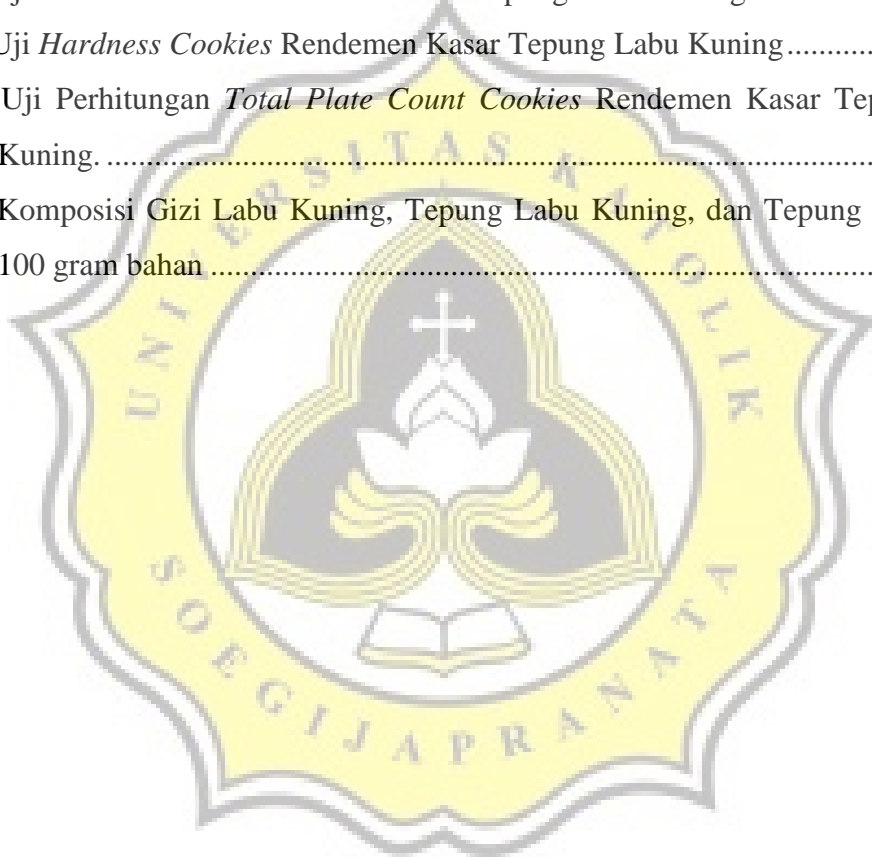 Uji Hardness Cookies Rendemen Kasar Tepung Labu Kuning............
Uji Perhitungan Total Plate Count Cookies Rendemen Kasar
Kuning. ............
Komposisi Gizi Labu Kuning, Tepung Labu Kuning, dan Tepung
100 gram bahan ............
UNIVERSITAS KATOLIK
SOEGIJAPRANATA